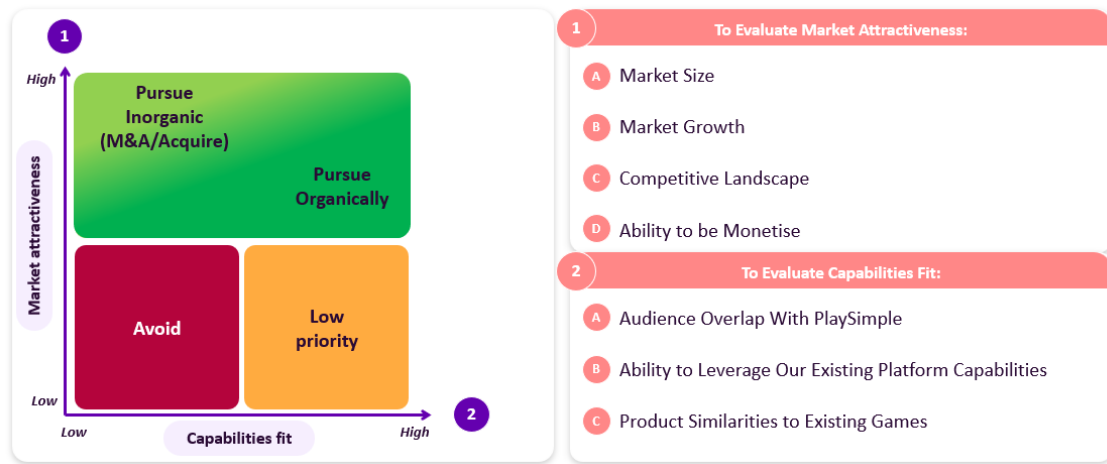 1
High
Pursue
Inorganic
(M&A/Acquire)
Pursue
Organically
Market attractiveness
Avoid
Low
priority
Low
Low
Capabilities fit
High
2
1
To Evaluate Market Attractiveness:
A Market Size
B Market Growth
C Competitive Landscape
D Ability to be Monetise
2
To Evaluate Capabilities Fit:
A Audience Overlap With PlaySimple
B Ability to Leverage Our Existing Platform Capabilities
C Product Similarities to Existing Games